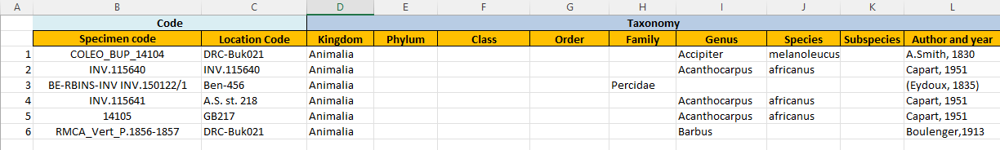 A B C D E F G H I J K L
Code Taxonomy
Specimen code Location Code Kingdom Phylum Class Order Family Genus Species Subspecies Author and year
1 COLEO_BUP_14104 DRC-Buk021 Animalia Accipiter melanoleucus A.Smith, 1830
2 INV.115640 INV.115640 Animalia Acanthocarpus africanus Capart, 1951
3 BE-RBINS-INV INV.150122/1 Ben-456 Animalia Percidae (Eydoux, 1835)
4 INV.115641 A.S. st. 218 Animalia Acanthocarpus africanus Capart, 1951
5 14105 GB217 Animalia Acanthocarpus africanus Capart, 1951
6 RMCA_Vert_P.1856-1857 DRC-Buk021 Animalia Barbus Boulenger,1913